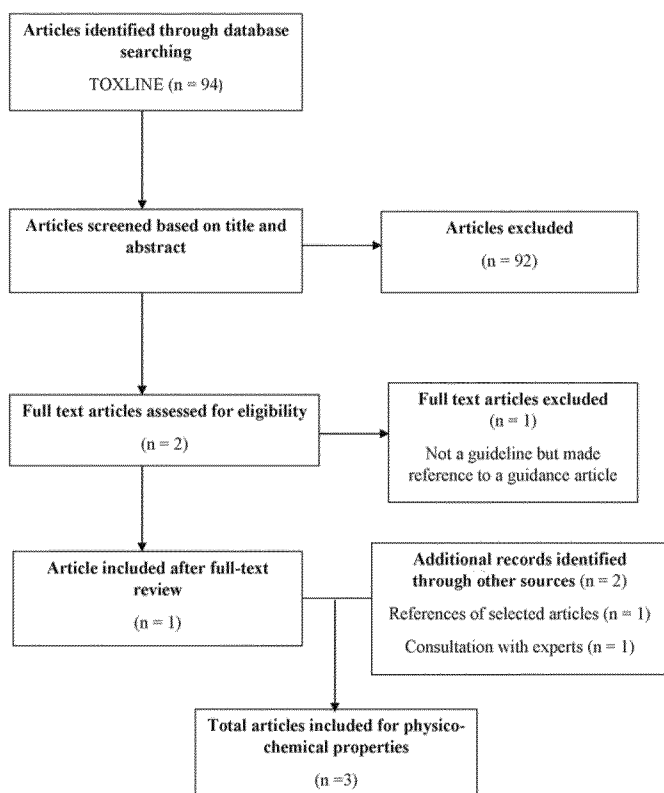 Articles identified through database
searching
TOXLINE (n = 94)
Articles screened based on title and
abstract
Articles excluded
(n = 92)
Full text articles assessed for eligibility
(n = 2)
Full text articles excluded
(n = 1)
Not a guideline but made
reference to a guidance article
Article included after full-text
review
(n = 1)
Additional records identified
through other sources (n = 2)
References of selected articles (n = 1)
Consultation with experts (n = 1)
Total articles included for physico-
chemical properties
(n =3)